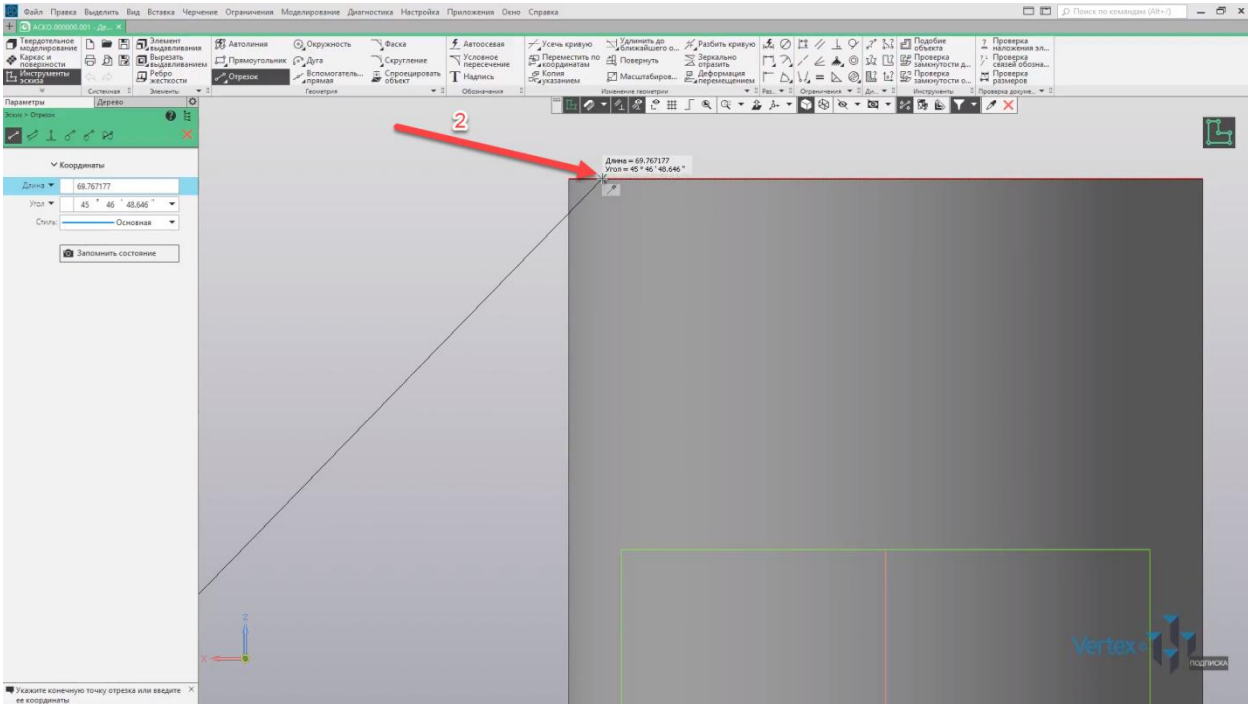 Файл Правка Выделить Вид Вставка Черчение Ограничения Моделирование Диагностика Настройка Приложения Окно Справка
Поиск по командам (Alt+/)
АСКО.000000.001 - Де...
Твердотельное моделирование
Каркас и поверхности
Инструменты эскиза
Системная
Элемент выдавливания
Вырезать выдавливанием
Ребро жесткости
Элементы
Автолиния
Прямоугольник
Отрезок
Окружность
Дуга
Вспомогатель... прямая
Фаска
Скругление
Спроецировать объект
Геометрия
Автоосевая
Условное пересечение
Надпись
Обозначения
Усечь кривую
Переместить по координатам
Копия указанием
Удлинить до ближайшего о...
Повернуть
Масштабиров...
Разбить кривую
Зеркально отразить
Деформация перемещением
Изменение геометрии
Раз...
Ограничения
Ди...
Подобие объекта
Проверка замкнутости д...
Проверка замкнутости о...
Инструменты
Проверка наложения эл...
Проверка связей обозна...
Проверка размеров
Проверка докуме...
Параметры
Дерево
Эскиз > Отрезок
Координаты
Длина 69.767177
Угол 45 ° 46 ' 48.646 "
Стиль: Основная
Запомнить состояние
2
Длина = 69.767177
Угол = 45 ° 46 ' 48.646 "
Z
X
Vertex
ПОДПИСКА
Укажите конечную точку отрезка или введите
ее координаты